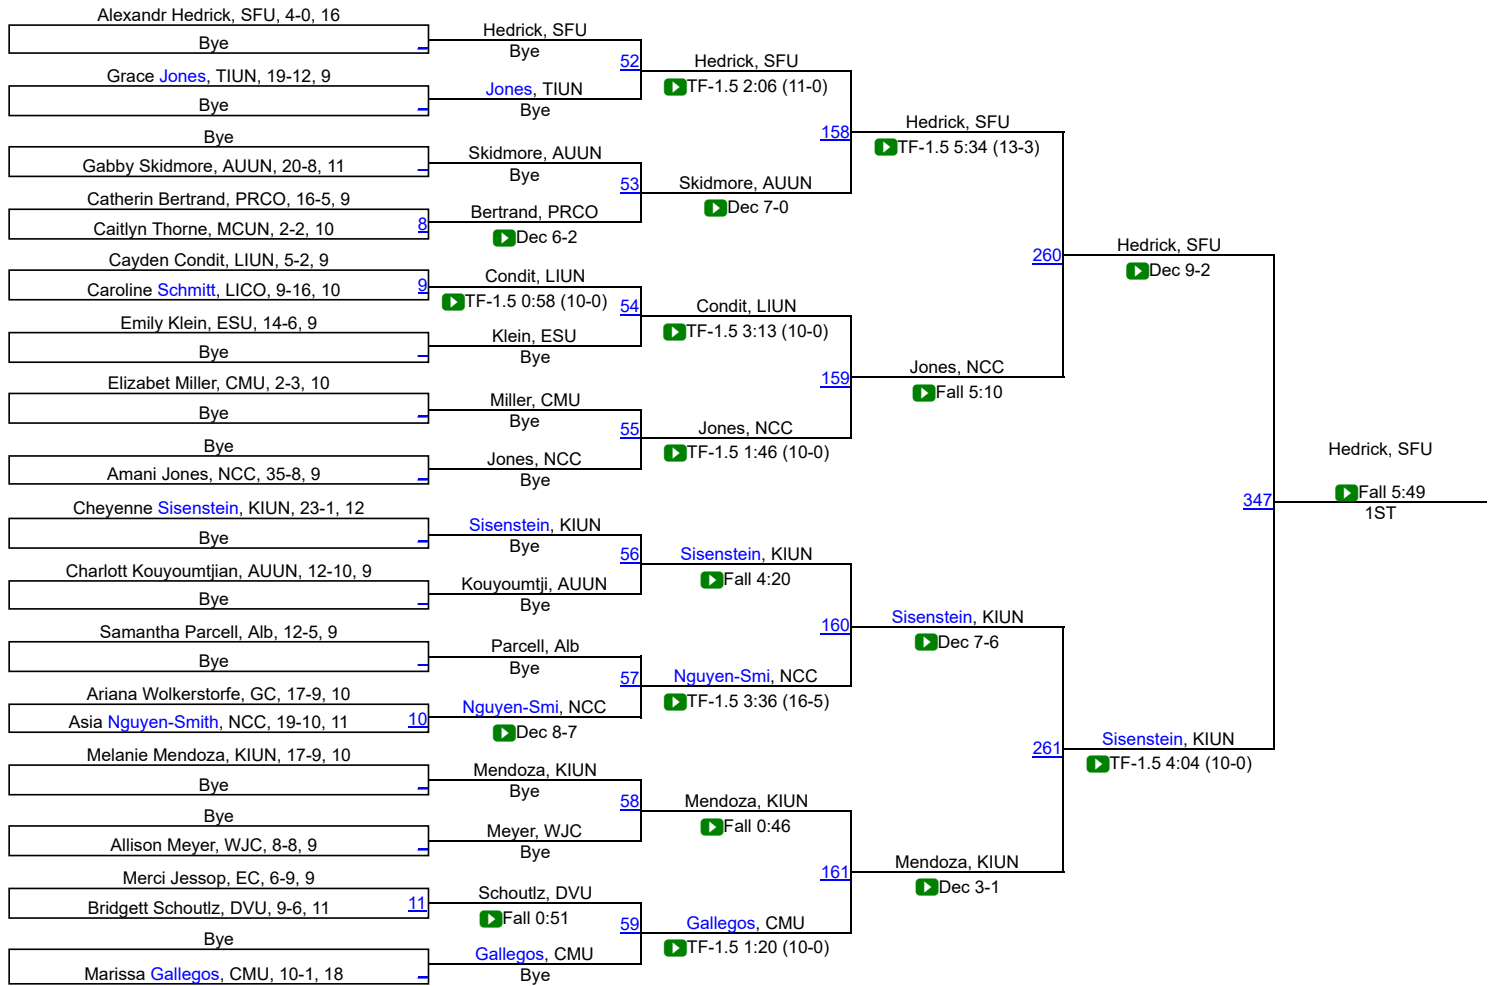 Alexandr Hedrick, SFU, 4-0, 16
Bye
Grace Jones, TIUN, 19-12, 9
Bye
Bye
Gabby Skidmore, AUUN, 20-8, 11
Catherin Bertrand, PRCO, 16-5, 9
Caitlyn Thorne, MCUN, 2-2, 10
8
Cayden Condit, LIUN, 5-2, 9
Caroline Schmitt, LICO, 9-16, 10
9
Emily Klein, ESU, 14-6, 9
Bye
Elizabet Miller, CMU, 2-3, 10
Bye
Bye
Amani Jones, NCC, 35-8, 9
Cheyenne Sisenstein, KIUN, 23-1, 12
Bye
Charlott Kouyoumtjian, AUUN, 12-10, 9
Bye
Samantha Parcell, Alb, 12-5, 9
Bye
Ariana Wolkerstorfe, GC, 17-9, 10
Asia Nguyen-Smith, NCC, 19-10, 11
10
Melanie Mendoza, KIUN, 17-9, 10
Bye
Bye
Allison Meyer, WJC, 8-8, 9
Merci Jessop, EC, 6-9, 9
Bridgett Schoutlz, DVU, 9-6, 11
11
Bye
Marissa Gallegos, CMU, 10-1, 18
Hedrick, SFU
Bye
52
Jones, TIUN
Bye
Skidmore, AUUN
Bye
53
Bertrand, PRCO
Dec 6-2
Condit, LIUN
TF-1.5 0:58 (10-0)
54
Klein, ESU
Bye
Miller, CMU
Bye
55
Jones, NCC
Bye
Sisenstein, KIUN
Bye
56
Kouyoumtji, AUUN
Bye
Parcell, Alb
Bye
57
Nguyen-Smi, NCC
Dec 8-7
Mendoza, KIUN
Bye
58
Meyer, WJC
Bye
Schoutlz, DVU
Fall 0:51
59
Gallegos, CMU
Bye
Hedrick, SFU
TF-1.5 2:06 (11-0)
158
Skidmore, AUUN
Dec 7-0
Condit, LIUN
TF-1.5 3:13 (10-0)
159
Jones, NCC
TF-1.5 1:46 (10-0)
Sisenstein, KIUN
Fall 4:20
160
Nguyen-Smi, NCC
TF-1.5 3:36 (16-5)
Mendoza, KIUN
Fall 0:46
161
Gallegos, CMU
TF-1.5 1:20 (10-0)
Hedrick, SFU
TF-1.5 5:34 (13-3)
260
Jones, NCC
Fall 5:10
Sisenstein, KIUN
Dec 7-6
261
Mendoza, KIUN
Dec 3-1
Hedrick, SFU
Dec 9-2
347
Sisenstein, KIUN
TF-1.5 4:04 (10-0)
Hedrick, SFU
Fall 5:49
1ST